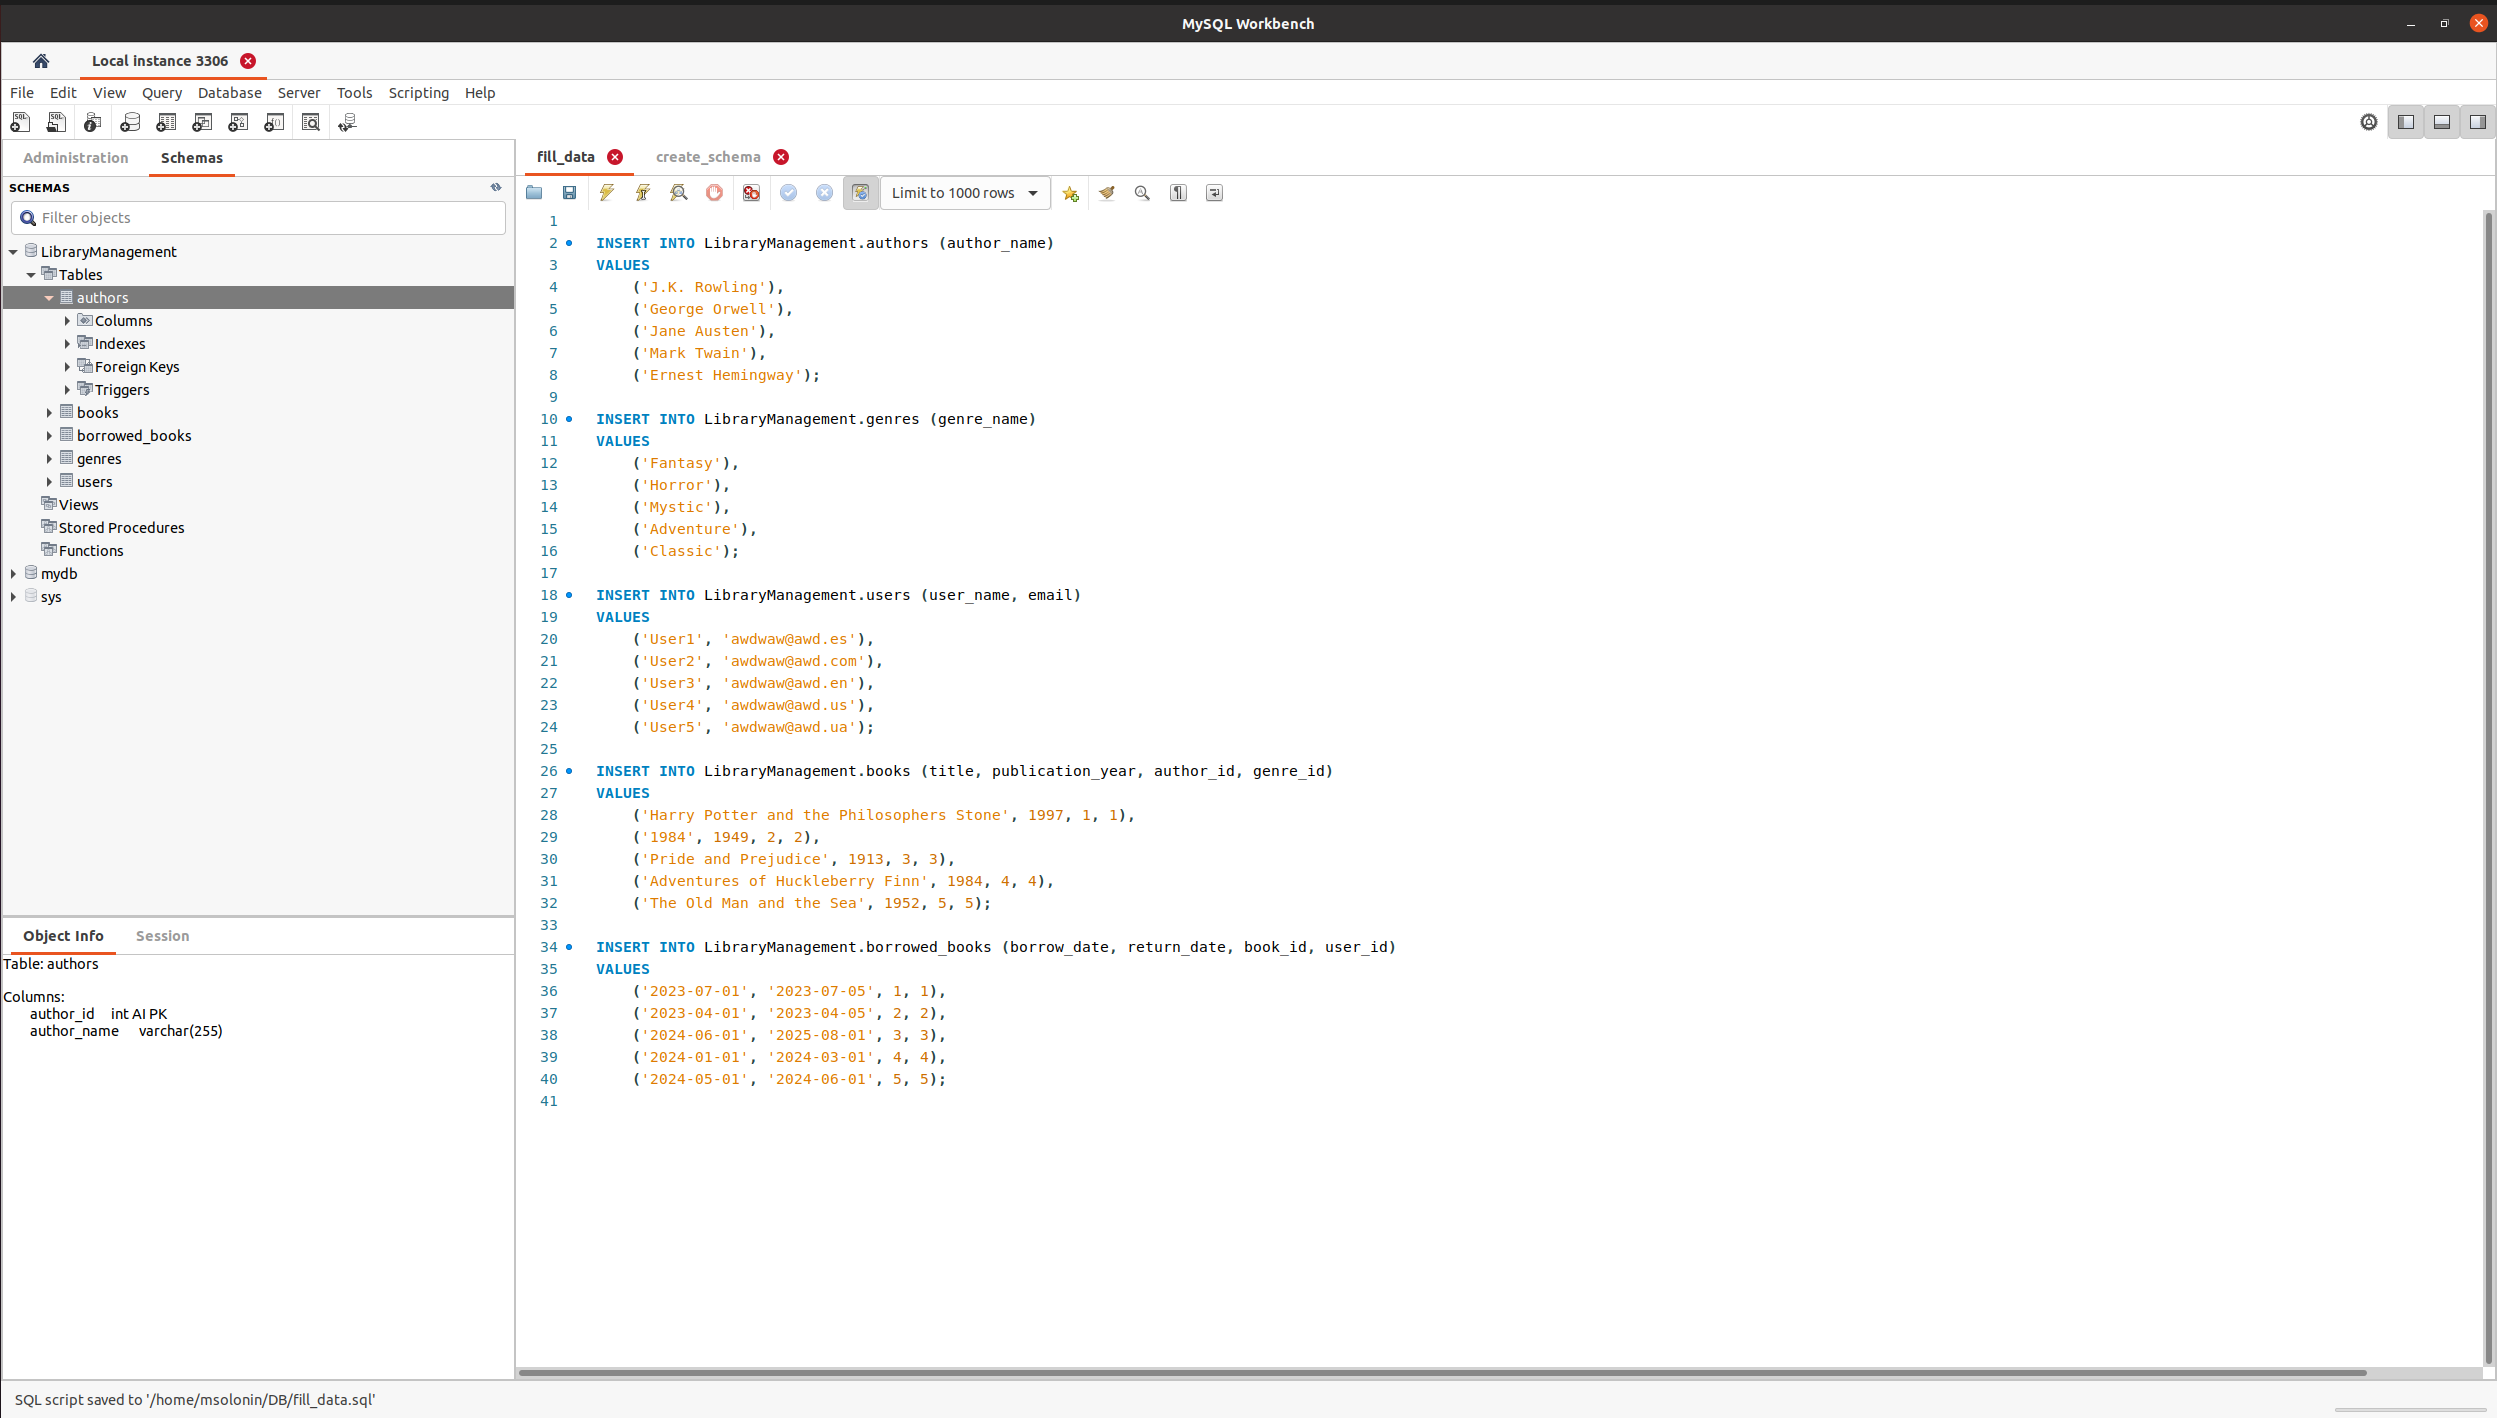 MySQL Workbench
Local instance 3306
File Edit View Query Database Server Tools Scripting Help
Administration Schemas
SCHEMAS
Filter objects
LibraryManagement
Tables
authors
Columns
Indexes
Foreign Keys
Triggers
books
borrowed_books
genres
users
Views
Stored Procedures
Functions
mydb
sys
Object Info Session
Table: authors
Columns:
author_id int AI PK
author_name varchar(255)
fill_data create_schema
Limit to 1000 rows
1
2 INSERT INTO LibraryManagement.authors (author_name)
3 VALUES
4 ('J.K. Rowling'),
5 ('George Orwell'),
6 ('Jane Austen'),
7 ('Mark Twain'),
8 ('Ernest Hemingway');
9
10 INSERT INTO LibraryManagement.genres (genre_name)
11 VALUES
12 ('Fantasy'),
13 ('Horror'),
14 ('Mystic'),
15 ('Adventure'),
16 ('Classic');
17
18 INSERT INTO LibraryManagement.users (user_name, email)
19 VALUES
20 ('User1', 'awdwaw@awd.es'),
21 ('User2', 'awdwaw@awd.com'),
22 ('User3', 'awdwaw@awd.en'),
23 ('User4', 'awdwaw@awd.us'),
24 ('User5', 'awdwaw@awd.ua');
25
26 INSERT INTO LibraryManagement.books (title, publication_year, author_id, genre_id)
27 VALUES
28 ('Harry Potter and the Philosophers Stone', 1997, 1, 1),
29 ('1984', 1949, 2, 2),
30 ('Pride and Prejudice', 1913, 3, 3),
31 ('Adventures of Huckleberry Finn', 1984, 4, 4),
32 ('The Old Man and the Sea', 1952, 5, 5);
33
34 INSERT INTO LibraryManagement.borrowed_books (borrow_date, return_date, book_id, user_id)
35 VALUES
36 ('2023-07-01', '2023-07-05', 1, 1),
37 ('2023-04-01', '2023-04-05', 2, 2),
38 ('2024-06-01', '2025-08-01', 3, 3),
39 ('2024-01-01', '2024-03-01', 4, 4),
40 ('2024-05-01', '2024-06-01', 5, 5);
41
SQL script saved to '/home/msolonin/DB/fill_data.sql'